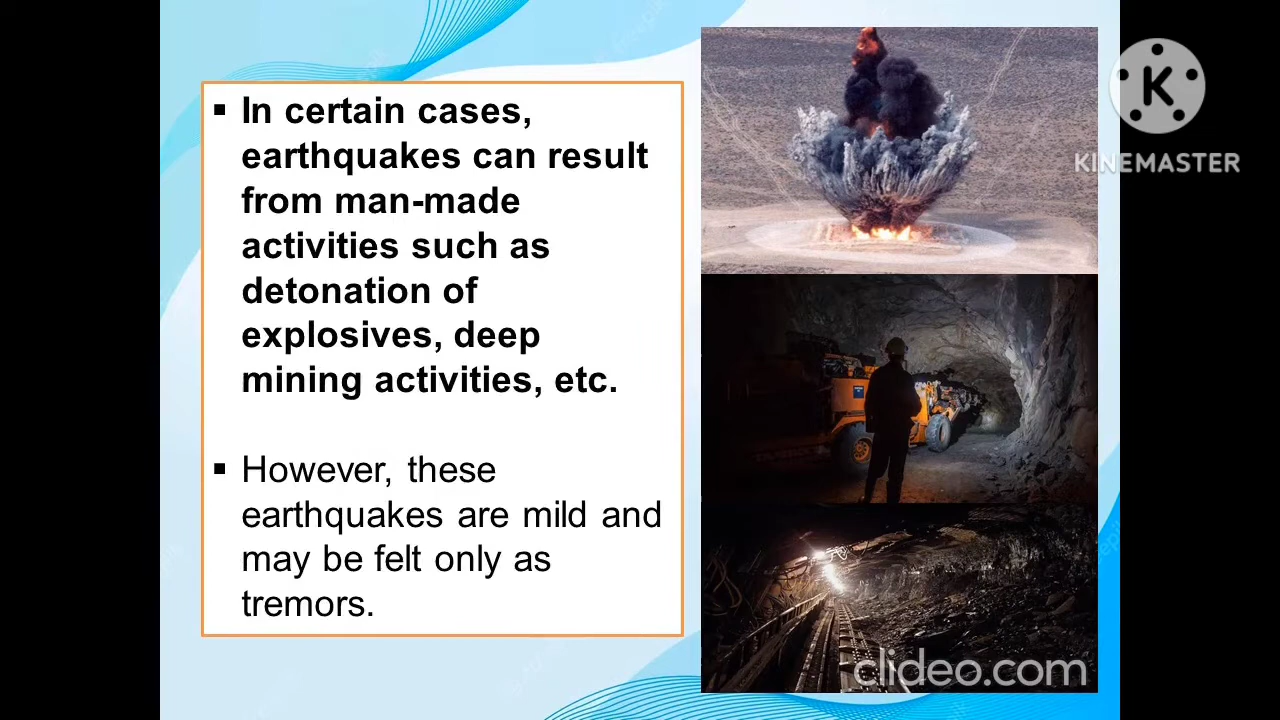 ▪ In certain cases,
earthquakes can result
from man-made
activities such as
detonation of
explosives, deep
mining activities, etc.
▪ However, these
earthquakes are mild and
may be felt only as
tremors.
K
KINEMASTER
clideo.com